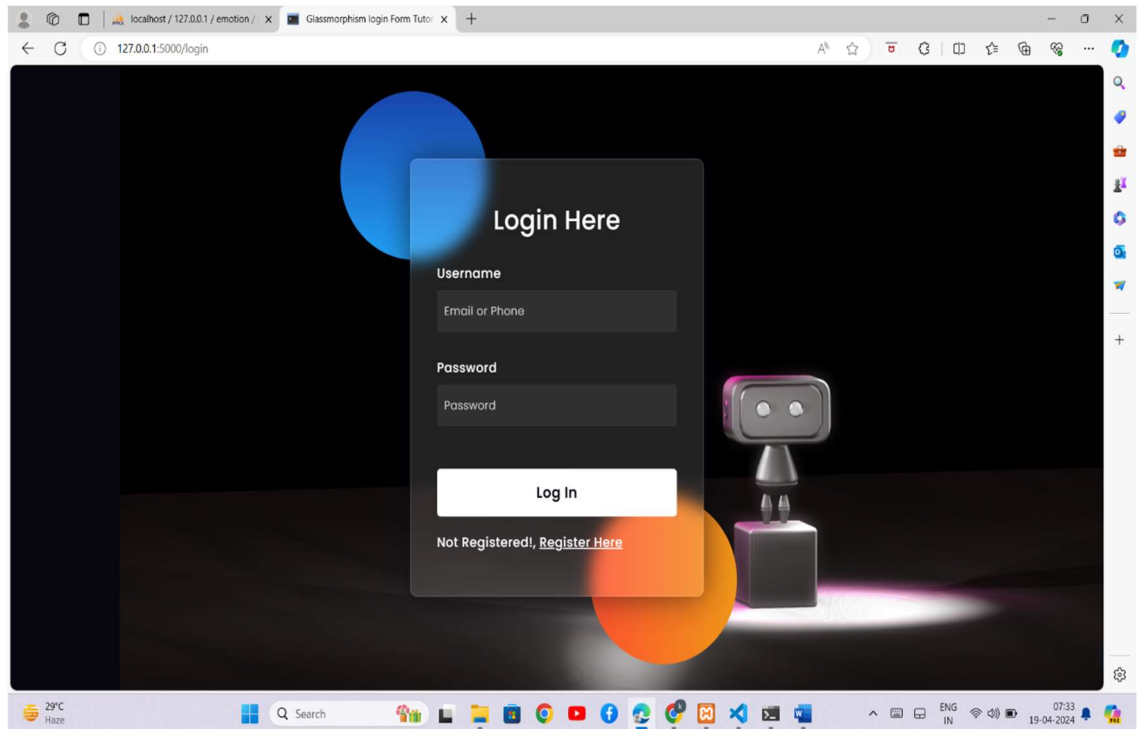 localhost / 127.0.0.1 / emotion /
Glassmorphism login Form Tutor
127.0.0.1:5000/login
Login Here
Username
Email or Phone
Password
Password
Log In
Not Registered!, Register Here
29°C
Haze
Search
ENG
IN
07:33
19-04-2024